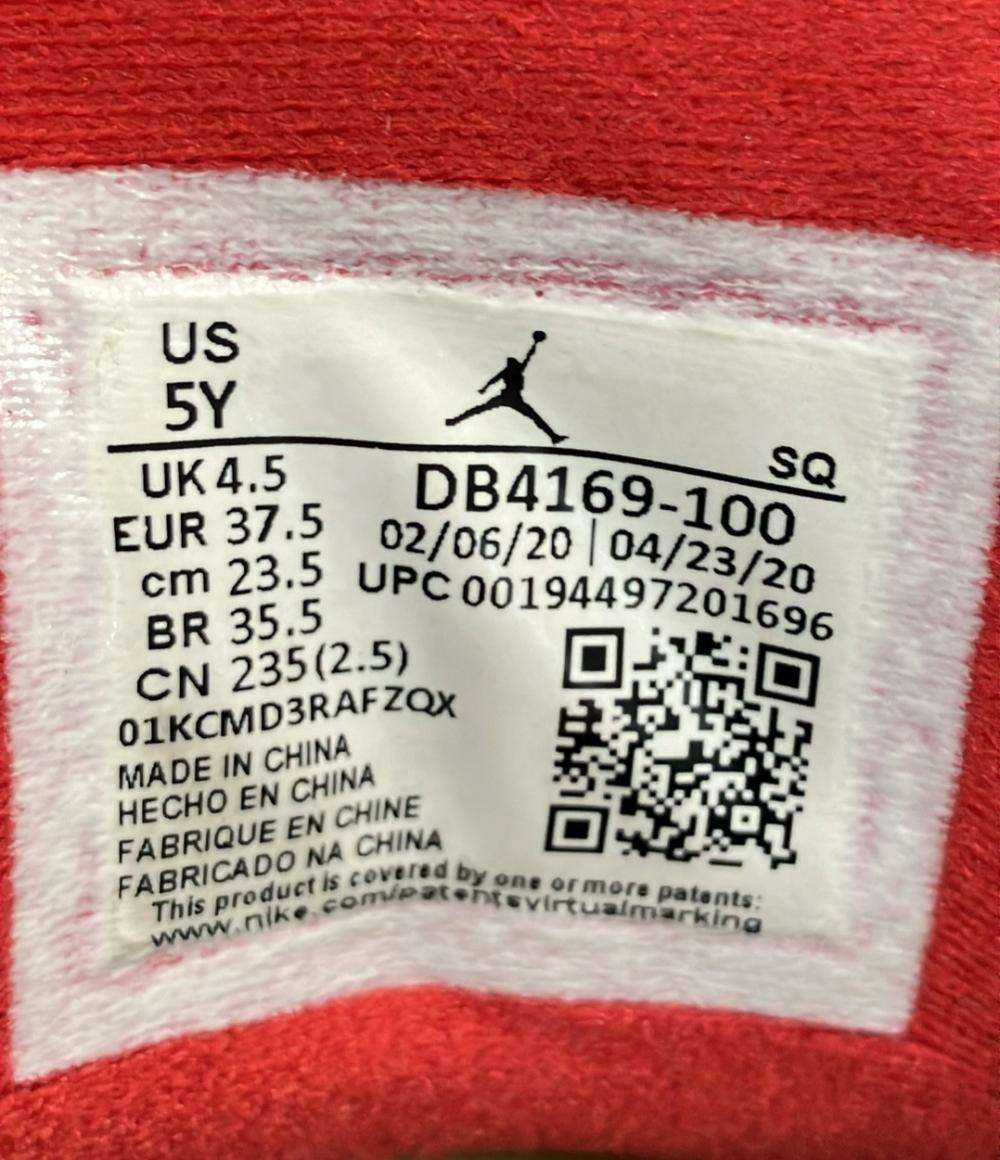 US
5Y
SQ
UK 4.5
EUR 37.5
cm 23.5
BR 35.5
CN 235(2.5)
DB4169-100
02/06/20 | 04/23/20
UPC 00194497201696
01KCMD3RAFZQX
MADE IN CHINA
HECHO EN CHINA
FABRIQUE EN CHINE
FABRICADO NA CHINA
This product is covered by one or more patents:
www.nike.com/patentsvirtualmarking